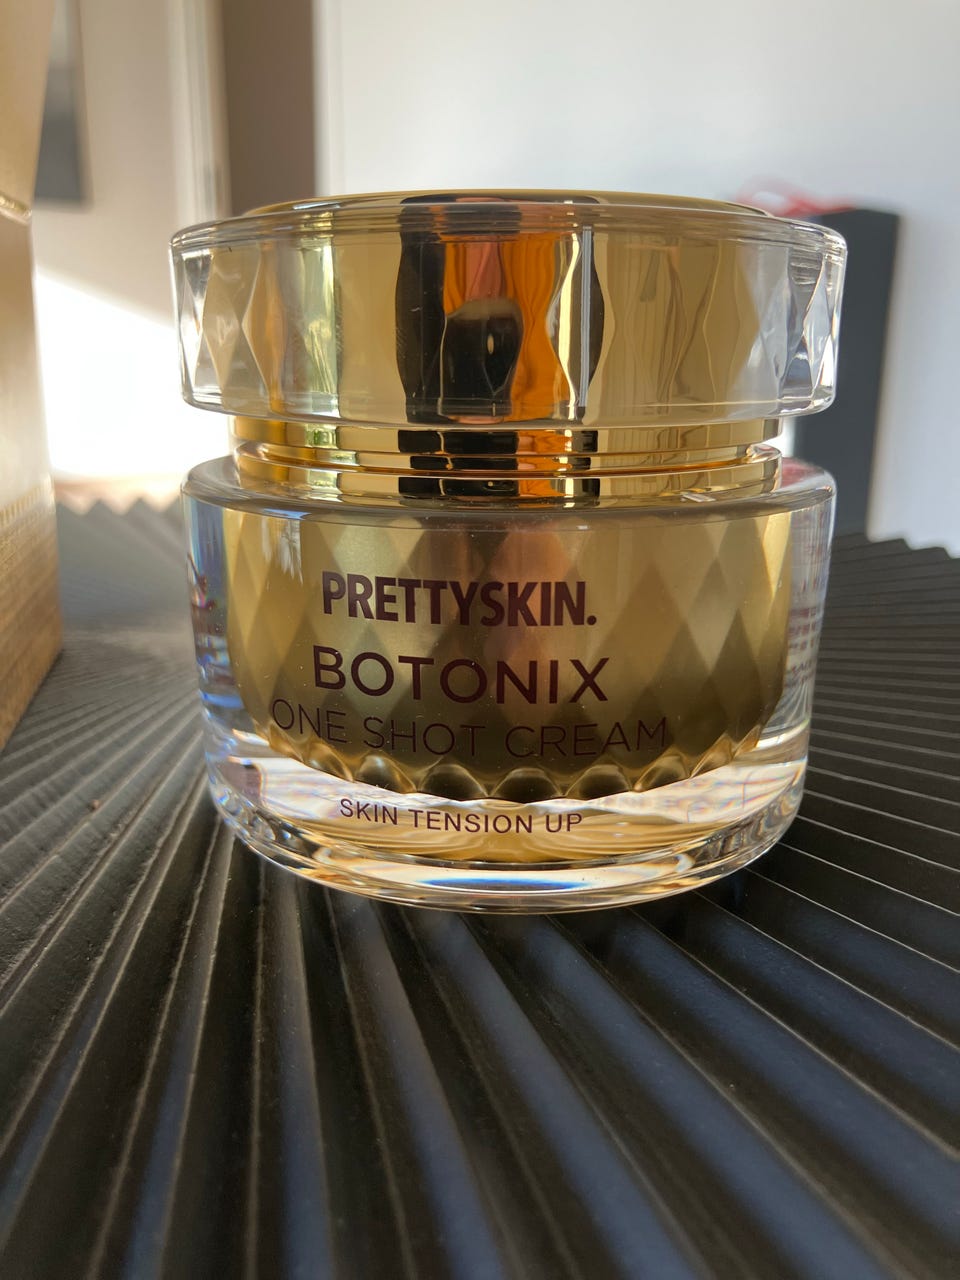 PRETTYSKIN.
BOTONIX
ONE SHOT CREAM
SKIN TENSION UP